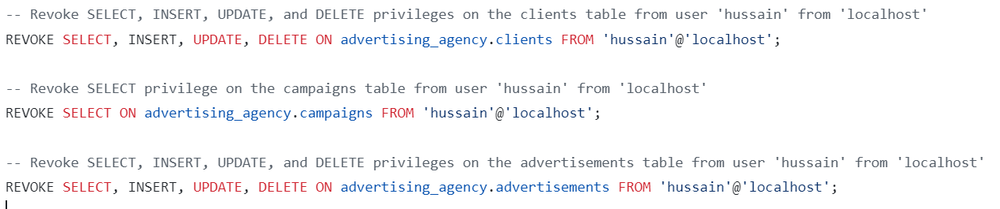 -- Revoke SELECT, INSERT, UPDATE, and DELETE privileges on the clients table from user 'hussain' from 'localhost'
REVOKE SELECT, INSERT, UPDATE, DELETE ON advertising_agency.clients FROM 'hussain'@'localhost';
-- Revoke SELECT privilege on the campaigns table from user 'hussain' from 'localhost'
REVOKE SELECT ON advertising_agency.campaigns FROM 'hussain'@'localhost';
-- Revoke SELECT, INSERT, UPDATE, and DELETE privileges on the advertisements table from user 'hussain' from 'localhost'
REVOKE SELECT, INSERT, UPDATE, DELETE ON advertising_agency.advertisements FROM 'hussain'@'localhost';